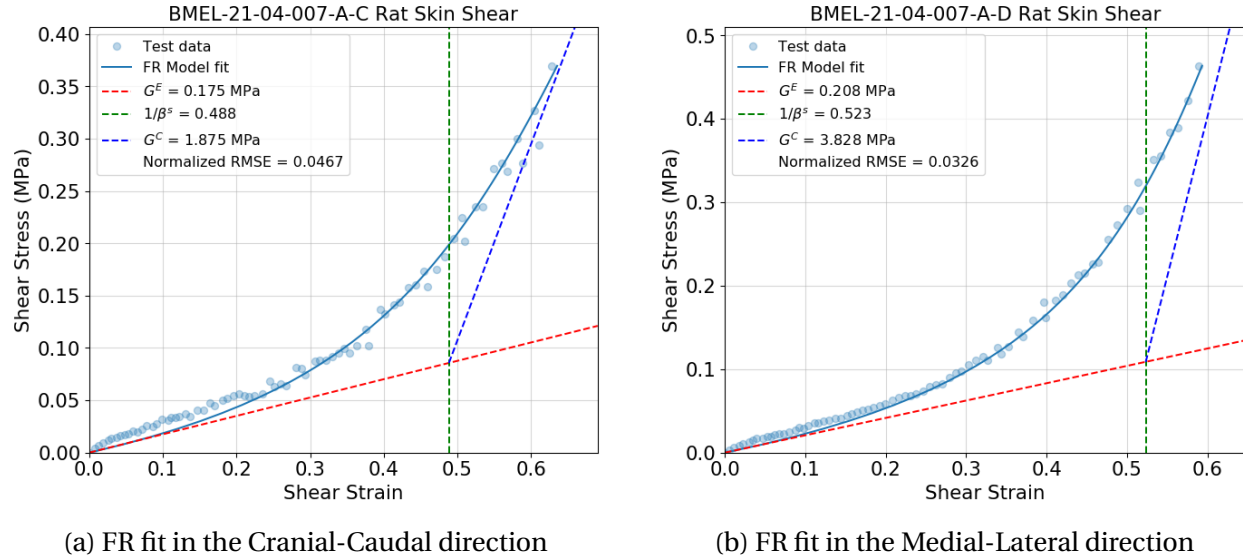 BMEL-21-04-007-A-C Rat Skin Shear
Test data
FR Model fit
G^E = 0.175 MPa
1/β^s = 0.488
G^C = 1.875 MPa
Normalized RMSE = 0.0467
Shear Stress (MPa)
0.40
0.35
0.30
0.25
0.20
0.15
0.10
0.05
0.00
0.0 0.1 0.2 0.3 0.4 0.5 0.6
Shear Strain
(a) FR fit in the Cranial-Caudal direction
BMEL-21-04-007-A-D Rat Skin Shear
Test data
FR Model fit
G^E = 0.208 MPa
1/β^s = 0.523
G^C = 3.828 MPa
Normalized RMSE = 0.0326
Shear Stress (MPa)
0.5
0.4
0.3
0.2
0.1
0.0
0.0 0.1 0.2 0.3 0.4 0.5 0.6
Shear Strain
(b) FR fit in the Medial-Lateral direction